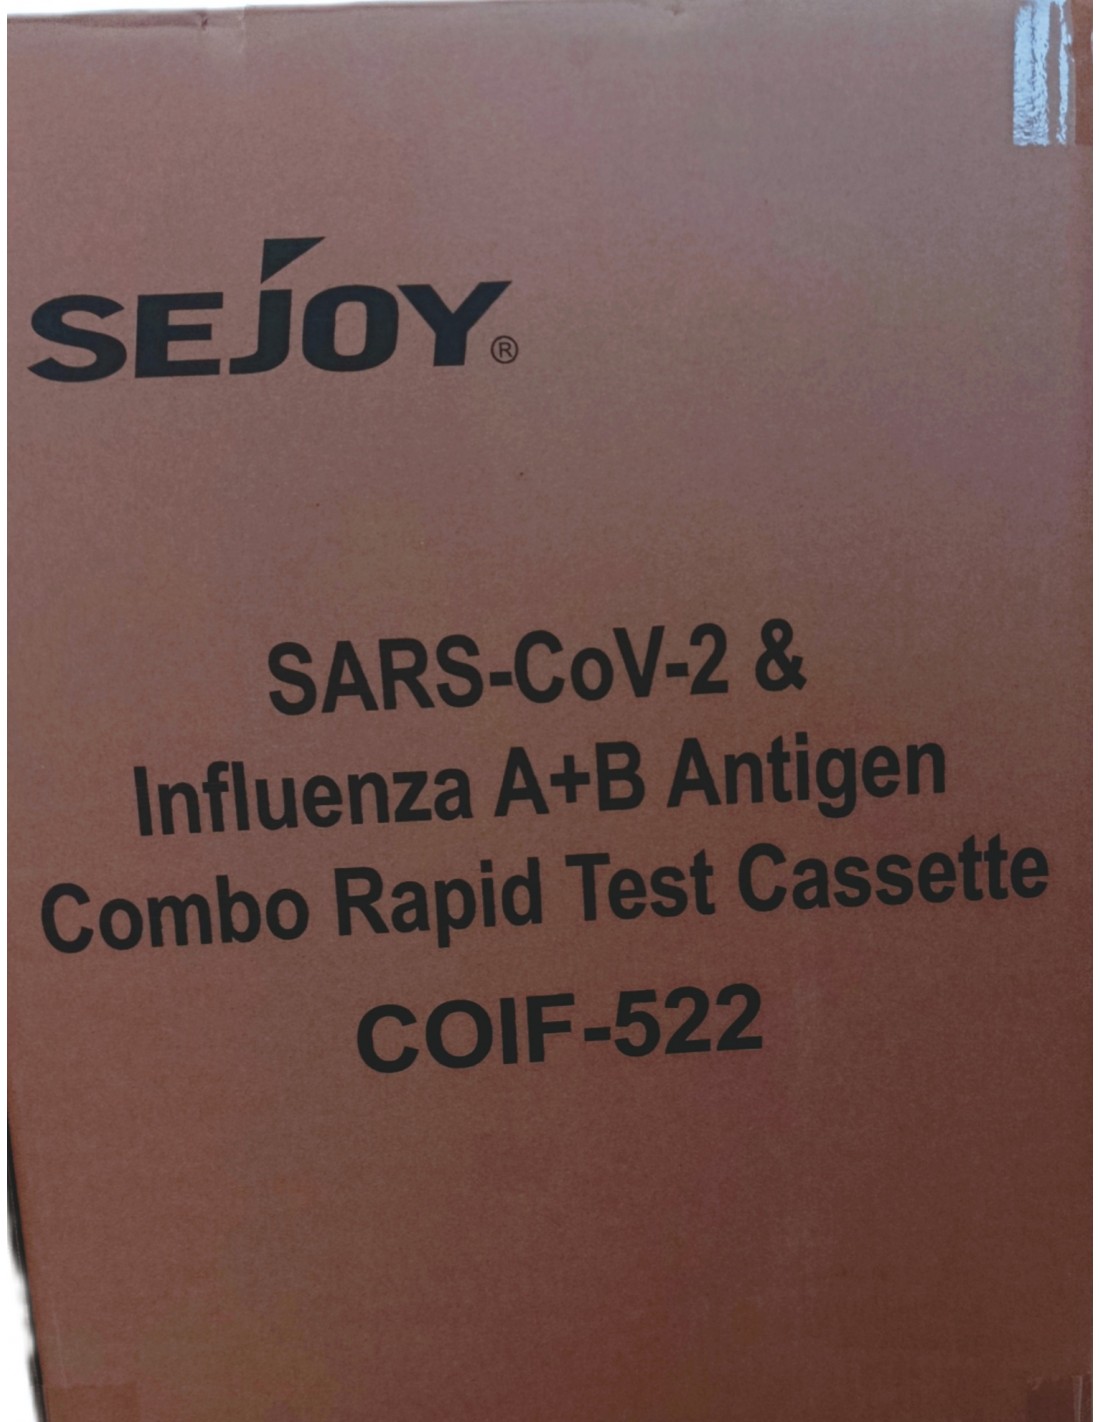 SEJOY®
SARS-CoV-2 &
Influenza A+B Antigen
Combo Rapid Test Cassette
COIF-522